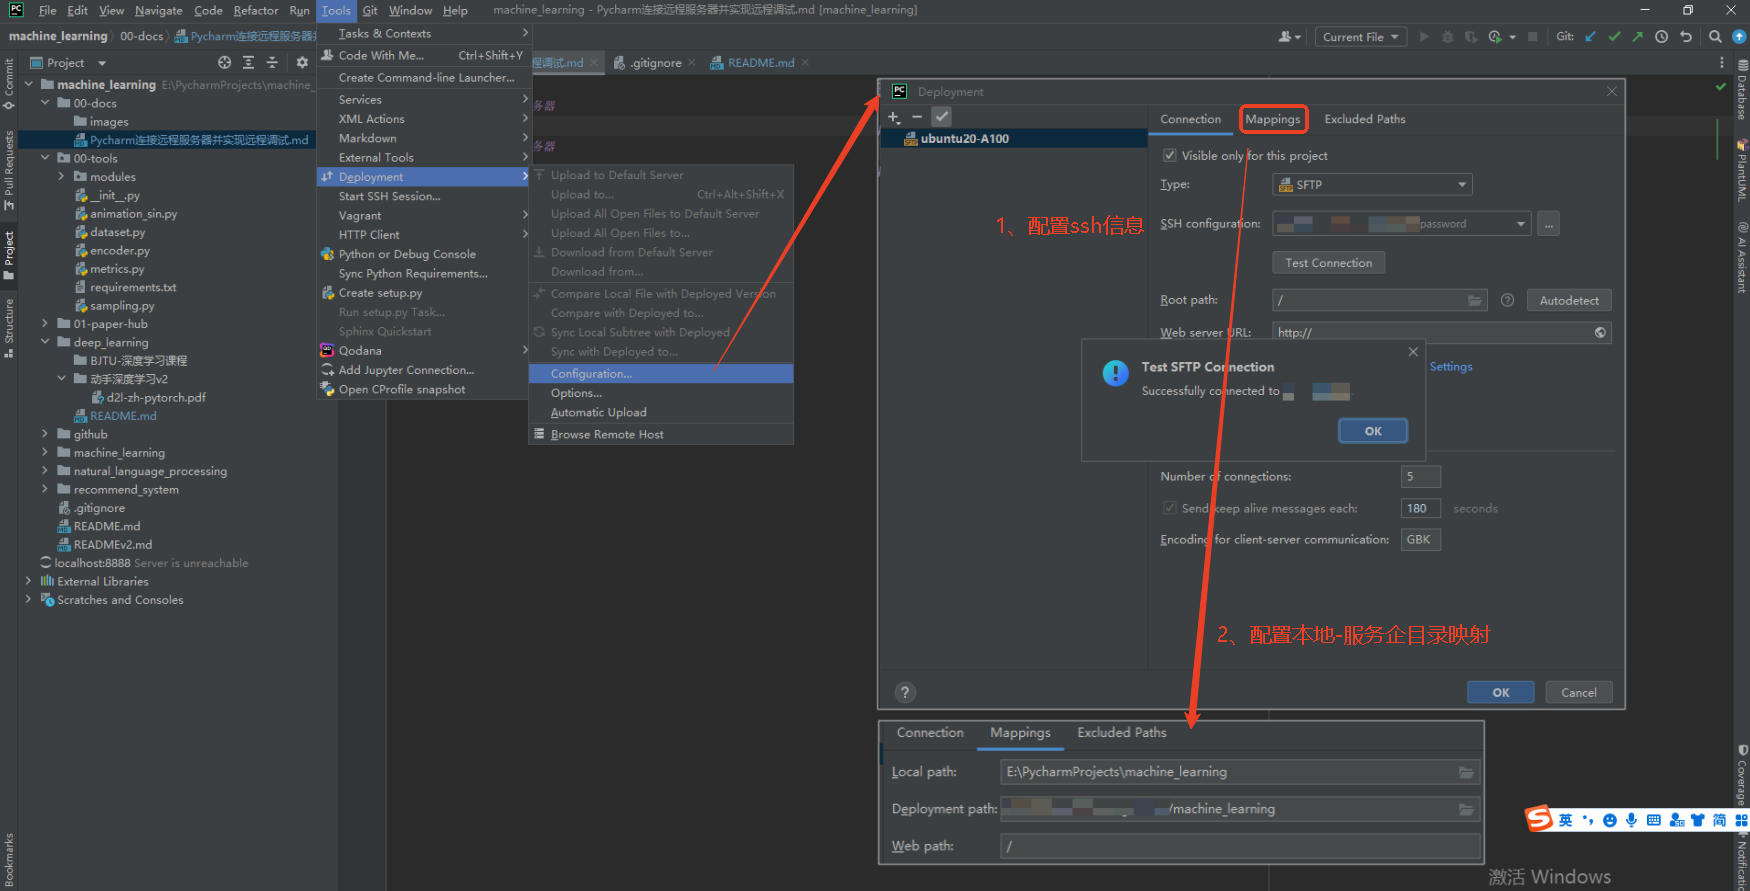 File Edit View Navigate Code Refactor Run Tools Git Window Help machine_learning - Pycharm连接远程服务器并实现远程调试.md [machine_learning]
machine_learning 00-docs Pycharm连接远程服务器并
Current File Git:
Project
程调试.md .gitignore README.md
machine_learning E:\PycharmProjects\machine_
00-docs
images
Pycharm连接远程服务器并实现远程调试.md
00-tools
modules
__init__.py
animation_sin.py
dataset.py
encoder.py
metrics.py
requirements.txt
sampling.py
01-paper-hub
deep_learning
BJTU-深度学习课程
动手深度学习v2
d2l-zh-pytorch.pdf
README.md
github
machine_learning
natural_language_processing
recommend_system
.gitignore
README.md
READMEv2.md
localhost:8888 Server is unreachable
External Libraries
Scratches and Consoles
Commit
Pull Requests
Project
Structure
Bookmarks
Tasks & Contexts
Code With Me... Ctrl+Shift+Y
Create Command-line Launcher...
Services
XML Actions
Markdown
External Tools
Deployment
Start SSH Session...
Vagrant
HTTP Client
Python or Debug Console
Sync Python Requirements...
Create setup.py
Run setup.py Task...
Sphinx Quickstart
Qodana
Add Jupyter Connection...
Open CProfile snapshot
务器
务器
Upload to Default Server
Upload to... Ctrl+Alt+Shift+X
Upload All Open Files to Default Server
Upload All Open Files to...
Download from Default Server
Download from...
Compare Local File with Deployed Version
Compare with Deployed to...
Sync Local Subtree with Deployed
Sync with Deployed to...
Configuration...
Options...
Automatic Upload
Browse Remote Host
Deployment
ubuntu20-A100
Connection Mappings Excluded Paths
Visible only for this project
Type: SFTP
1、配置ssh信息
SSH configuration: password ...
Test Connection
Root path: / Autodetect
Web server URL: http://
Settings
Test SFTP Connection
Successfully connected to
OK
Number of connections: 5
Send keep alive messages each: 180 seconds
Encoding for client-server communication: GBK
2、配置本地-服务企目录映射
? OK Cancel
Connection Mappings Excluded Paths
Local path: E:\PycharmProjects\machine_learning
Deployment path: /machine_learning
Web path: /
Database
PlantUML
AI Assistant
Coverage
英 简
激活 Windows